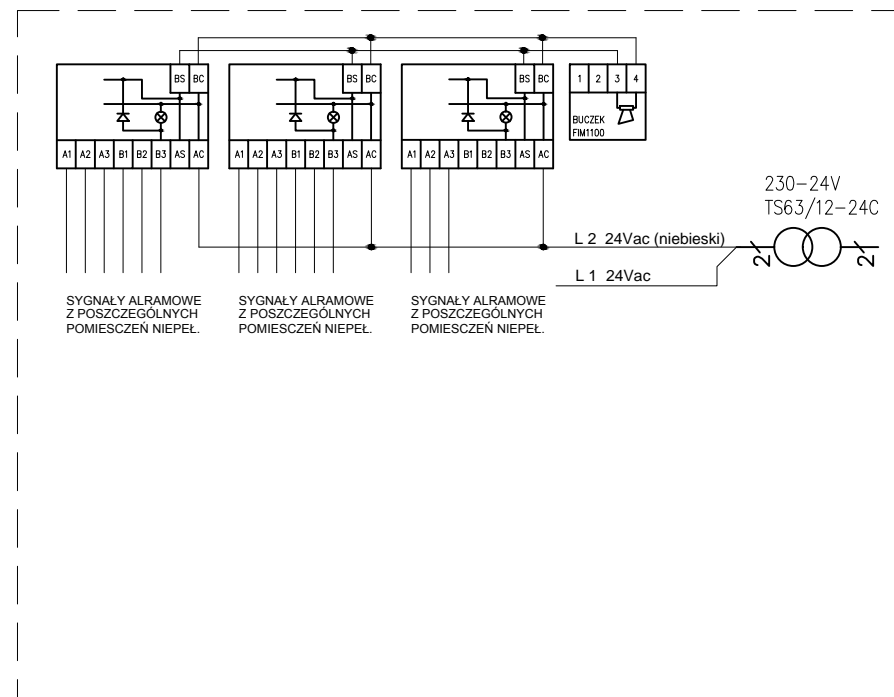 BS BC
BS BC
BS BC
1 2 3 4
BUCZEK
FIM1100
A1 A2 A3 B1 B2 B3 AS AC
A1 A2 A3 B1 B2 B3 AS AC
A1 A2 A3 B1 B2 B3 AS AC
230-24V
TS63/12-24C
L 2 24Vac (niebieski)
2
2
L 1 24Vac
SYGNAŁY ALRAMOWE
Z POSZCZEGÓLNYCH
POMIESCZEŃ NIEPEŁ.
SYGNAŁY ALRAMOWE
Z POSZCZEGÓLNYCH
POMIESCZEŃ NIEPEŁ.
SYGNAŁY ALRAMOWE
Z POSZCZEGÓLNYCH
POMIESCZEŃ NIEPEŁ.